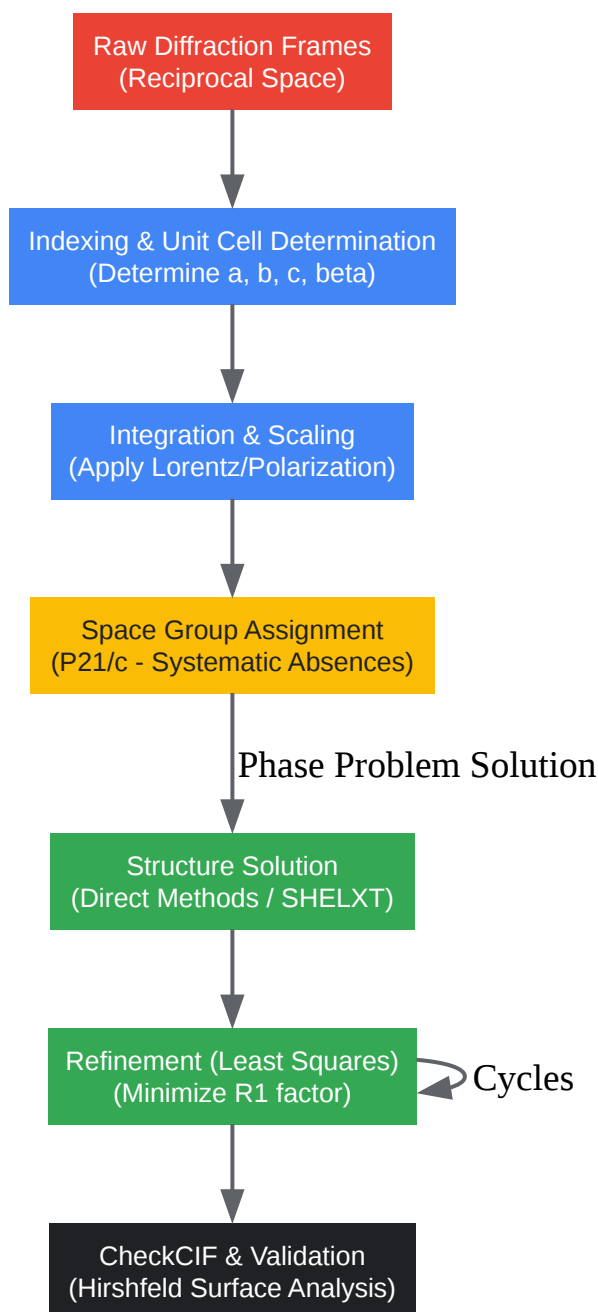 Raw Diffraction Frames
(Reciprocal Space)
Indexing & Unit Cell Determination
(Determine a, b, c, beta)
Integration & Scaling
(Apply Lorentz/Polarization)
Space Group Assignment
(P21/c - Systematic Absences)
Phase Problem Solution
Structure Solution
(Direct Methods / SHELXT)
Refinement (Least Squares)
(Minimize R1 factor)
Cycles
CheckCIF & Validation
(Hirshfeld Surface Analysis)